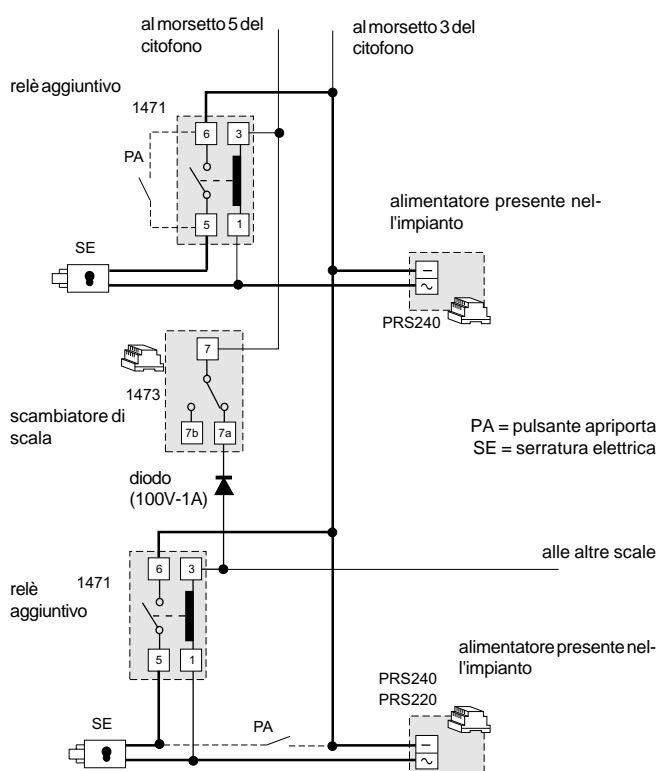 al morsetto 5 del
citofono
al morsetto 3 del
citofono
relè aggiuntivo
1471
6
3
PA
5
1
alimentatore presente nel-
l'impianto
SE
–
~
PRS240
7
1473
scambiatore di
scala
7b
7a
PA = pulsante apriporta
SE = serratura elettrica
diodo
(100V-1A)
alle altre scale
6
3
1471
relè
aggiuntivo
5
1
alimentatore presente nel-
l'impianto
PRS240
PRS220
SE
PA
–
~